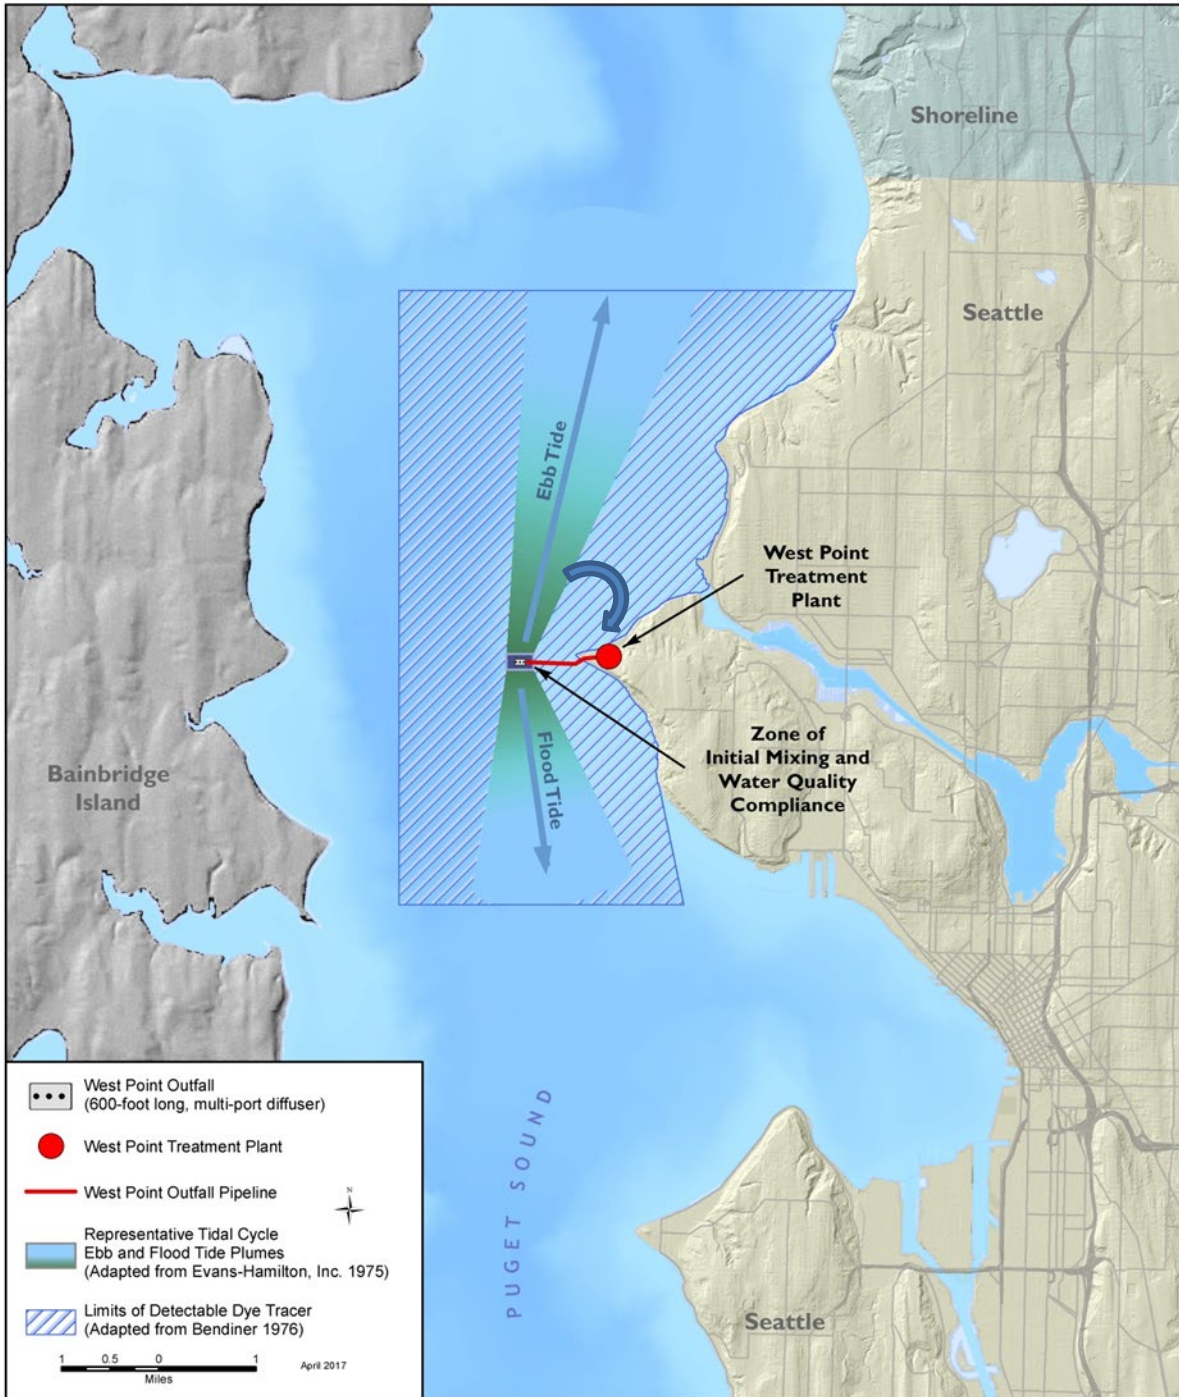 Shoreline
Seattle
Ebb Tide
West Point
Treatment
Plant
Zone of
Initial Mixing and
Water Quality
Compliance
Flood Tide
Bainbridge
Island
PUGET SOUND
Seattle
West Point Outfall
(600-foot long, multi-port diffuser)
West Point Treatment Plant
West Point Outfall Pipeline
N
Representative Tidal Cycle
Ebb and Flood Tide Plumes
(Adapted from Evans-Hamilton, Inc. 1975)
Limits of Detectable Dye Tracer
(Adapted from Bendiner 1976)
1 0.5 0 1
Miles
April 2017